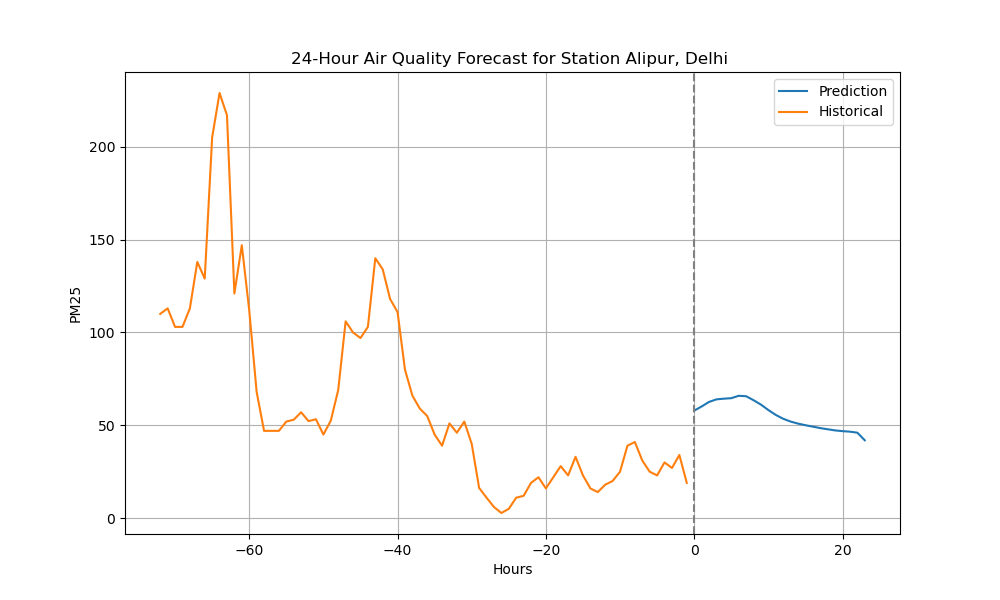 24-Hour Air Quality Forecast for Station Alipur, Delhi
Prediction
Historical
200
150
100
50
0
PM25
−60
−40
−20
0
20
Hours